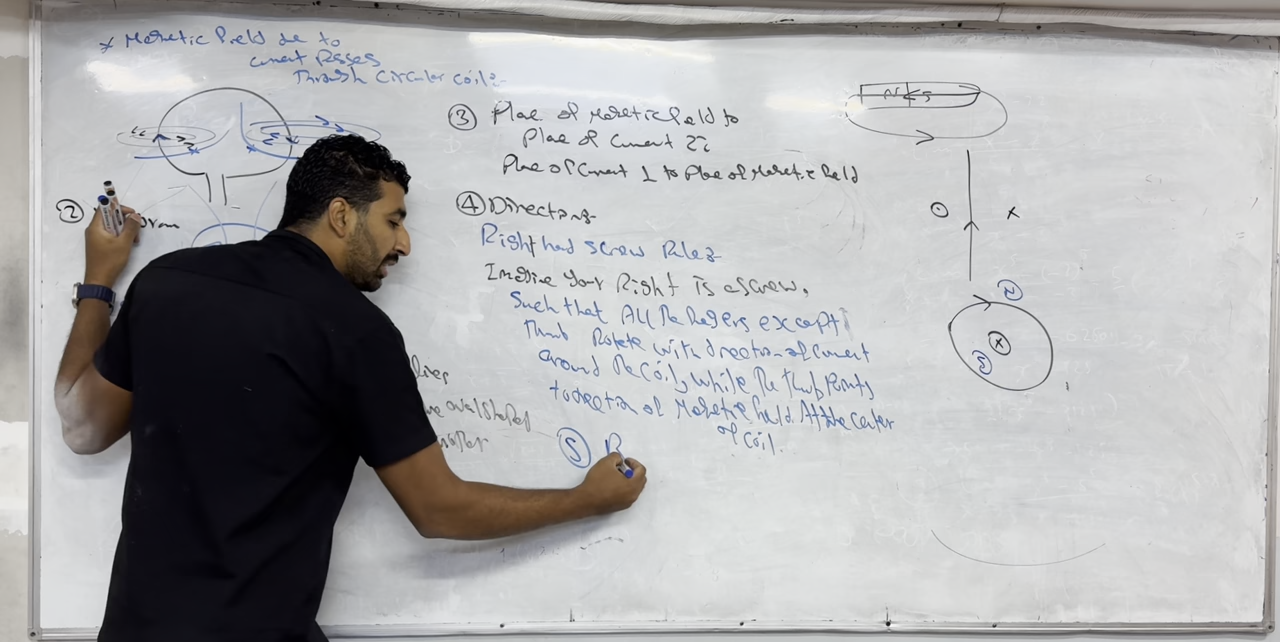 * Magnetic Field due to
current Passes
Through circular coil:-
②
Draw
③ Plane of Magnetic field to
Plane of Current ??
Plane of Current ⊥ to Plane of Magnetic field
④ Direction:-
Right hand screw Rule:-
Imagine Your Right is a screw,
Such that All The fingers except
Thumb Rotate with direction of Current
around The coil, while The thumb Points
to direction of Magnetic field At the center
of coil.
⑤ B
N S
x
N
x
S